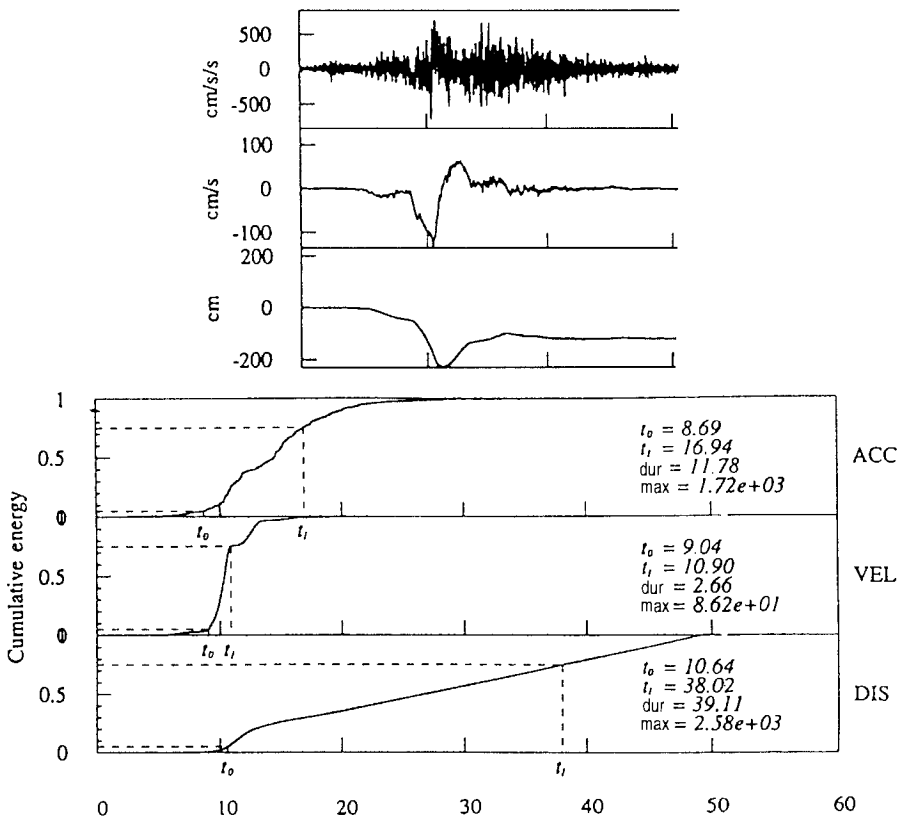 500
0
-500
cm/s/s
100
0
-100
cm/s
200
0
-200
cm
Cumulative energy
1
0.5
0
t₀ t₁
t₀ = 8.69
t₁ = 16.94
dur = 11.78
max = 1.72e+03
ACC
0.5
0
t₀ t₁
t₀ = 9.04
t₁ = 10.90
dur = 2.66
max = 8.62e+01
VEL
0.5
0
t₀ t₁
t₀ = 10.64
t₁ = 38.02
dur = 39.11
max = 2.58e+03
DIS
0 10 20 30 40 50 60